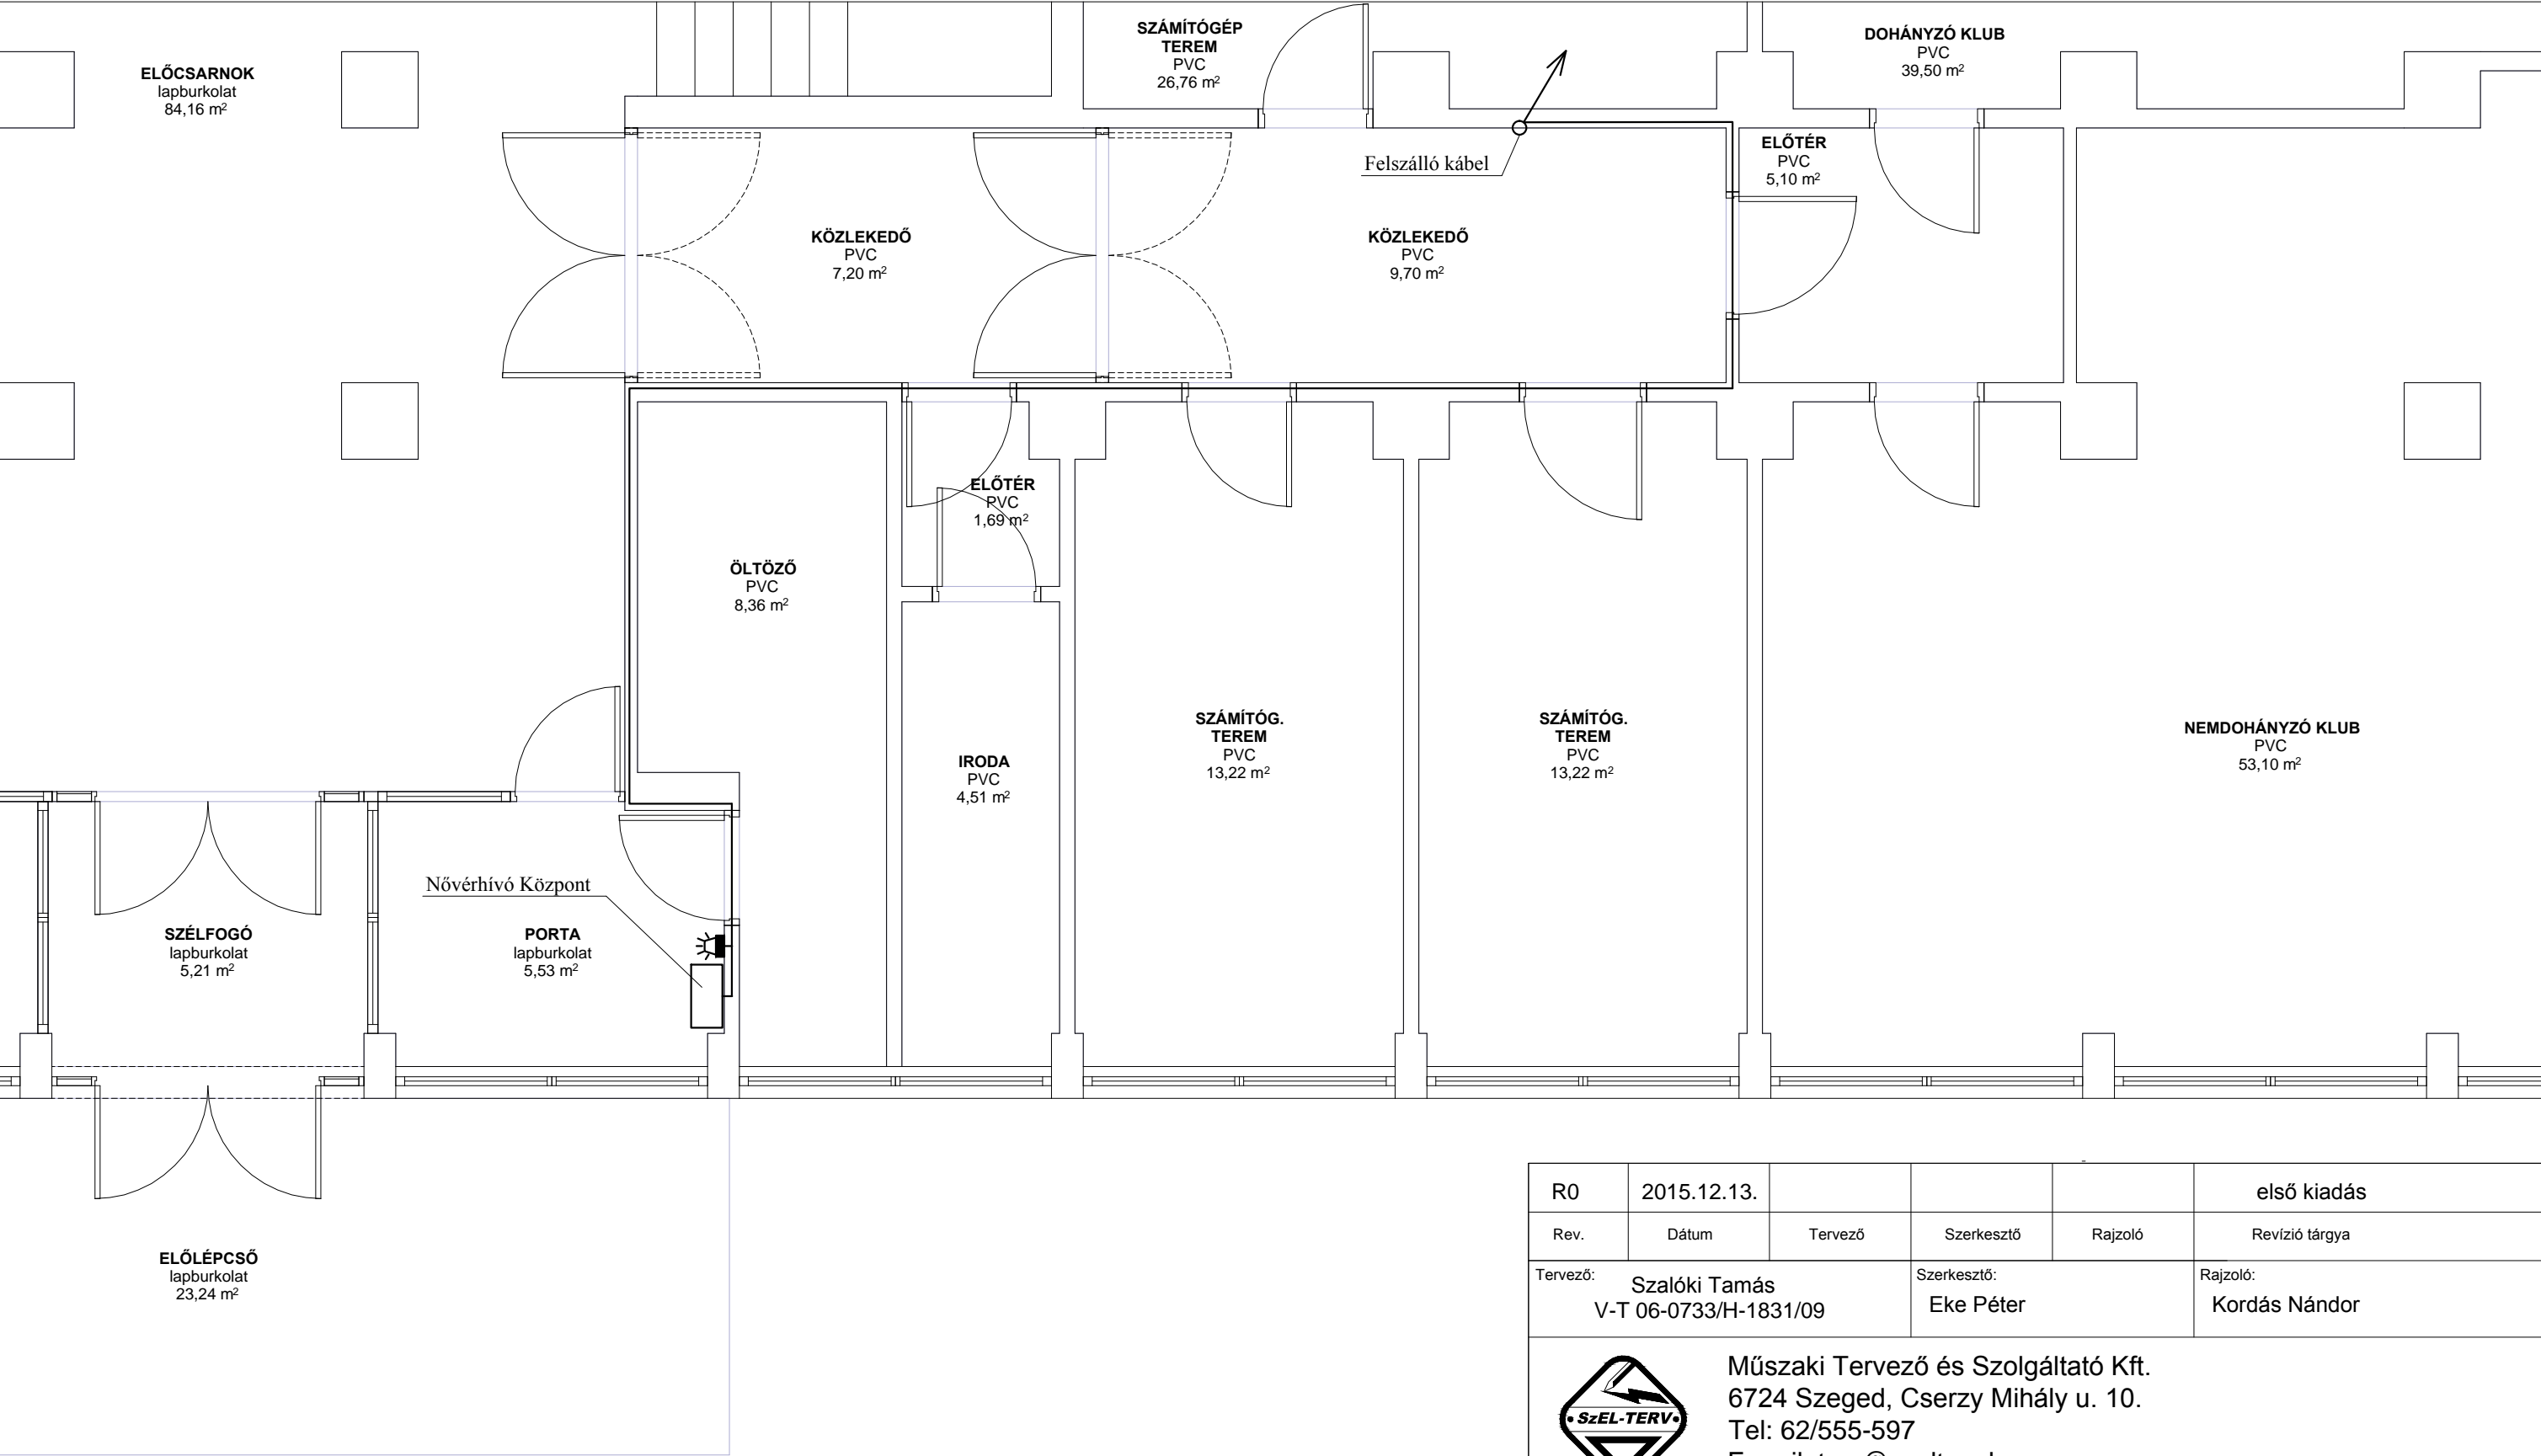 ELŐCSARNOK
lapburkolat
84,16 m²
SZÁMÍTÓGÉP
TEREM
PVC
26,76 m²
DOHÁNYZÓ KLUB
PVC
39,50 m²
Felszálló kábel
ELŐTÉR
PVC
5,10 m²
KÖZLEKEDŐ
PVC
7,20 m²
KÖZLEKEDŐ
PVC
9,70 m²
ELŐTÉR
PVC
1,69 m²
ÖLTÖZŐ
PVC
8,36 m²
IRODA
PVC
4,51 m²
SZÁMÍTÓG.
TEREM
PVC
13,22 m²
SZÁMÍTÓG.
TEREM
PVC
13,22 m²
NEMDOHÁNYZÓ KLUB
PVC
53,10 m²
Nővérhívó Központ
SZÉLFOGÓ
lapburkolat
5,21 m²
PORTA
lapburkolat
5,53 m²
ELŐLÉPCSŐ
lapburkolat
23,24 m²
R0 2015.12.13. első kiadás
Rev. Dátum Tervező Szerkesztő Rajzoló Revízió tárgya
Tervező: Szalóki Tamás
V-T 06-0733/H-1831/09
Szerkesztő:
Eke Péter
Rajzoló:
Kordás Nándor
SzEL-TERV
Műszaki Tervező és Szolgáltató Kft.
6724 Szeged, Cserzy Mihály u. 10.
Tel: 62/555-597